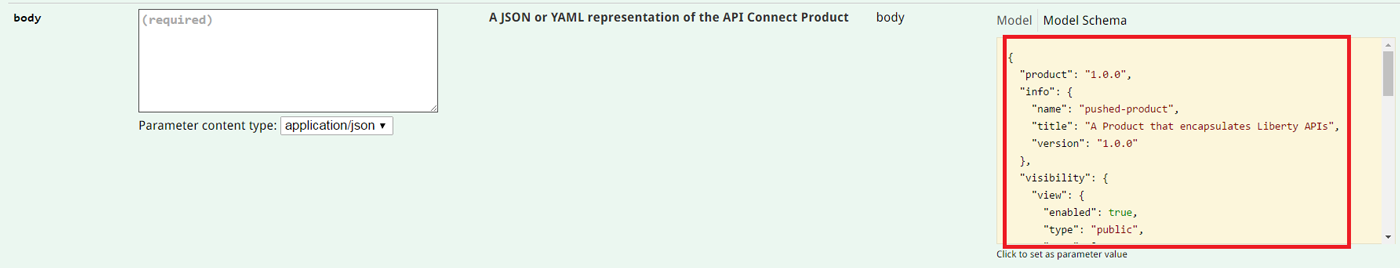 body
(required)
Parameter content type: application/json
A JSON or YAML representation of the API Connect Product
body
Model Model Schema
{
"product": "1.0.0",
"info": {
"name": "pushed-product",
"title": "A Product that encapsulates Liberty APIs",
"version": "1.0.0"
},
"visibility": {
"view": {
"enabled": true,
"type": "public",
Click to set as parameter value